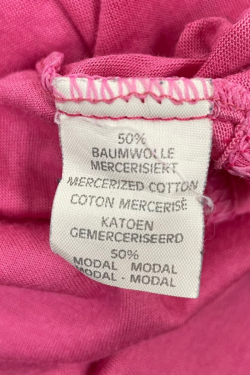 50%
BAUMWOLLE
MERCERISIERT
MERCERIZED COTTON
COTON MERCERISÉ
KATOEN
GEMERCERISEERD
50%
MODAL MODAL
MODAL · MODAL